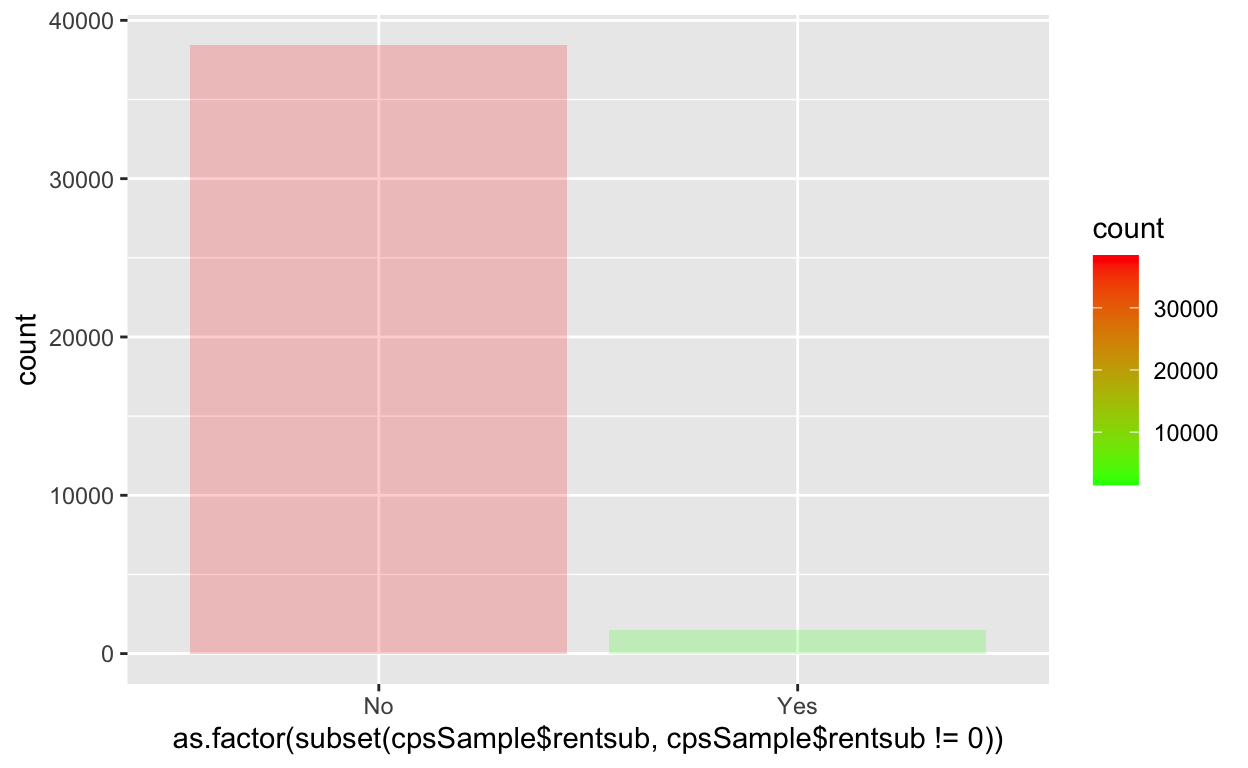 40000
30000
20000
10000
0
count
No
Yes
as.factor(subset(cpsSample$rentsub, cpsSample$rentsub != 0))
count
30000
20000
10000